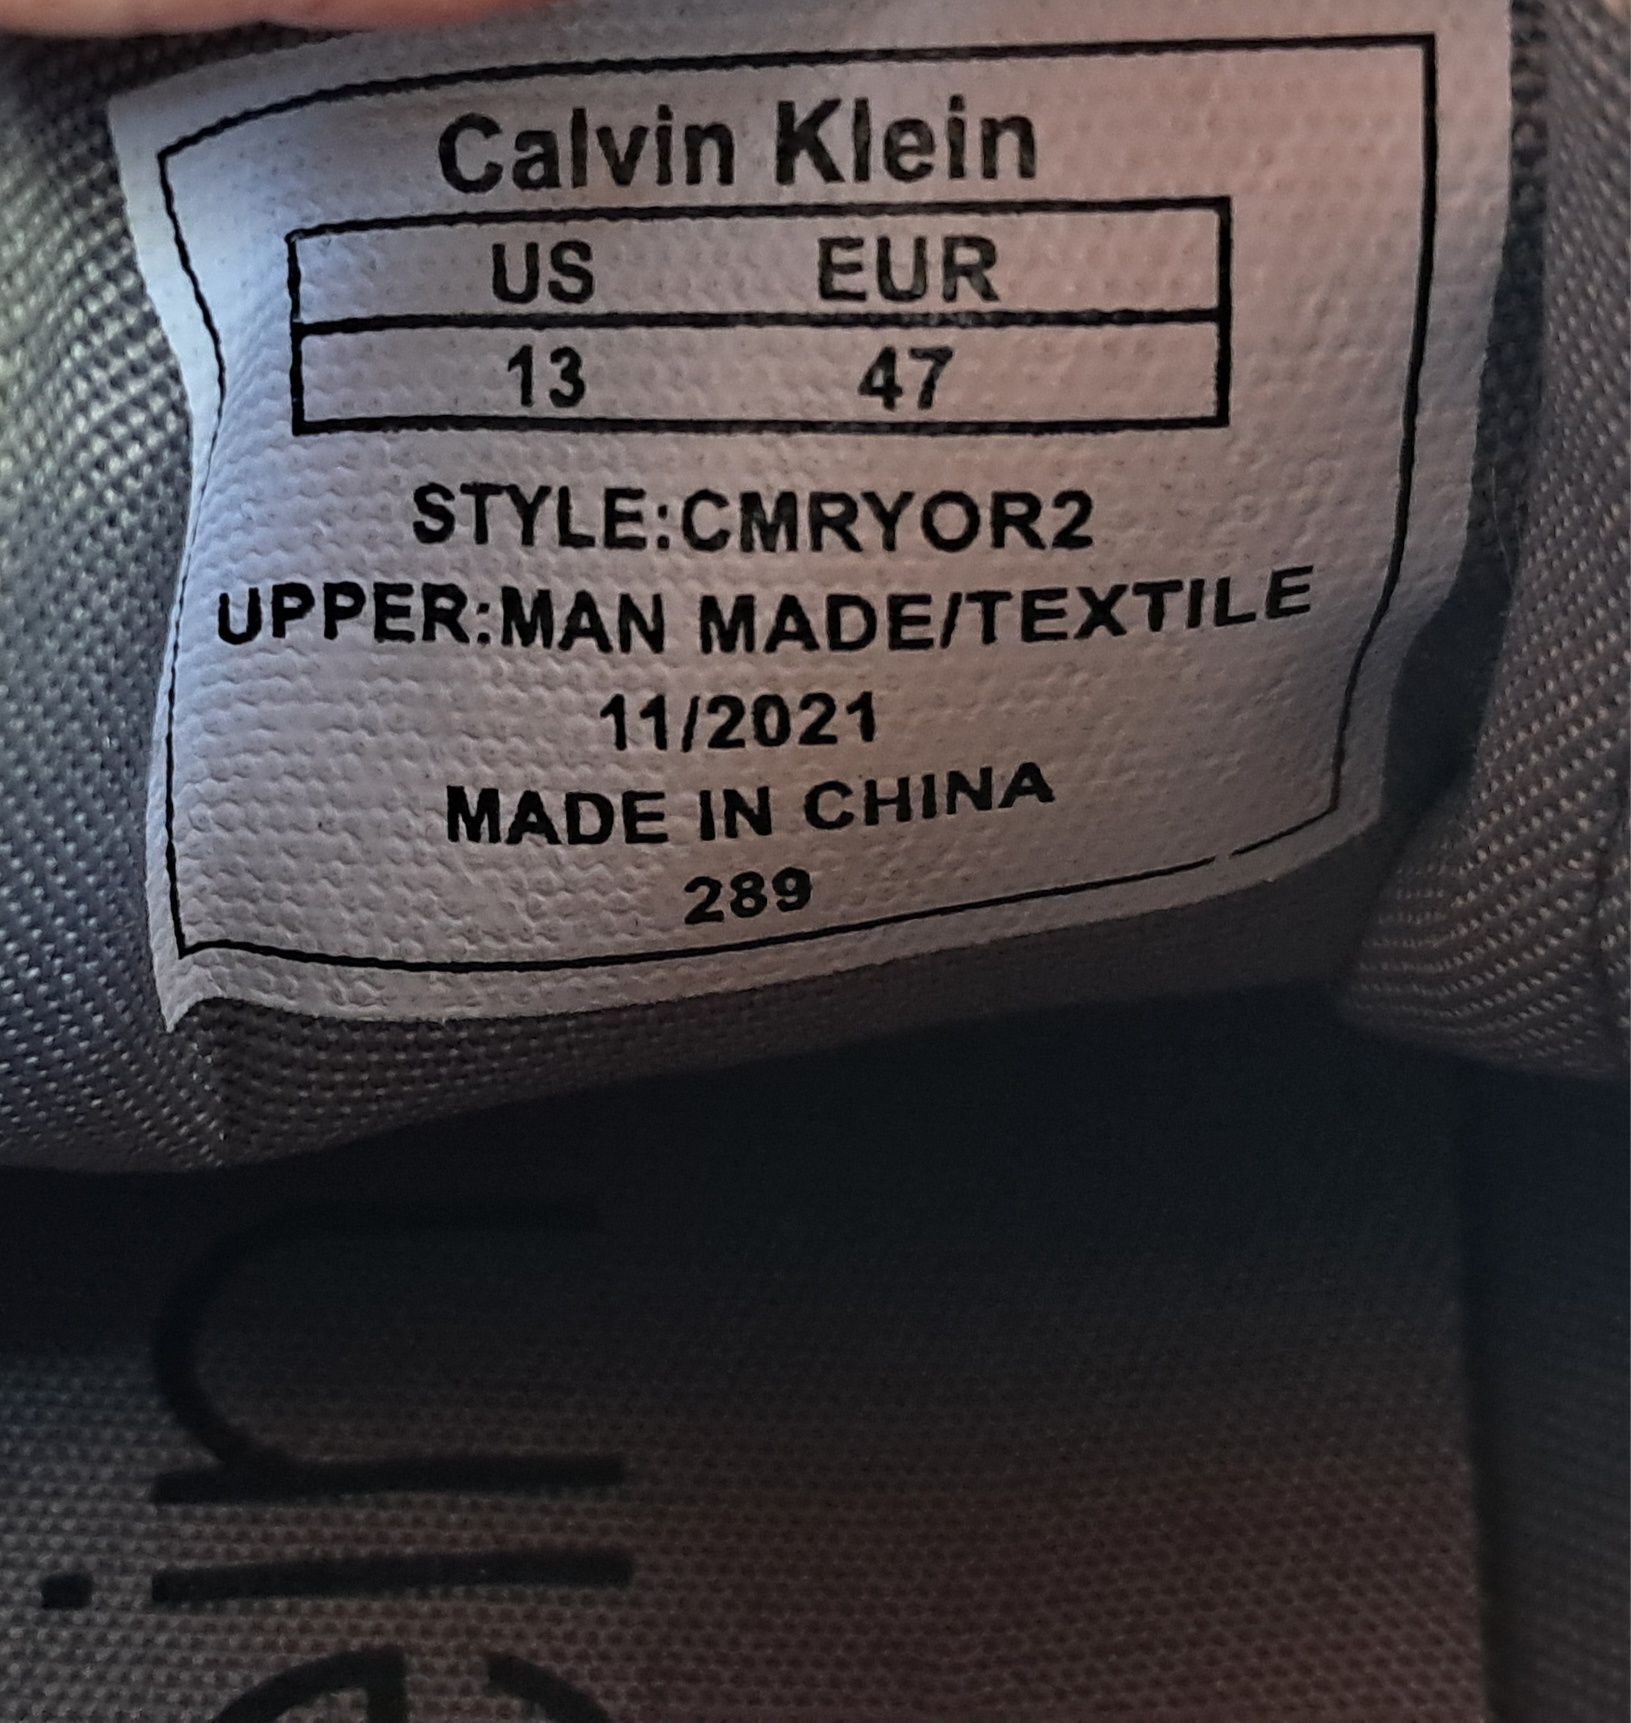 Calvin Klein
US EUR
13 47
STYLE:CMRYOR2
UPPER:MAN MADE/TEXTILE
11/2021
MADE IN CHINA
289